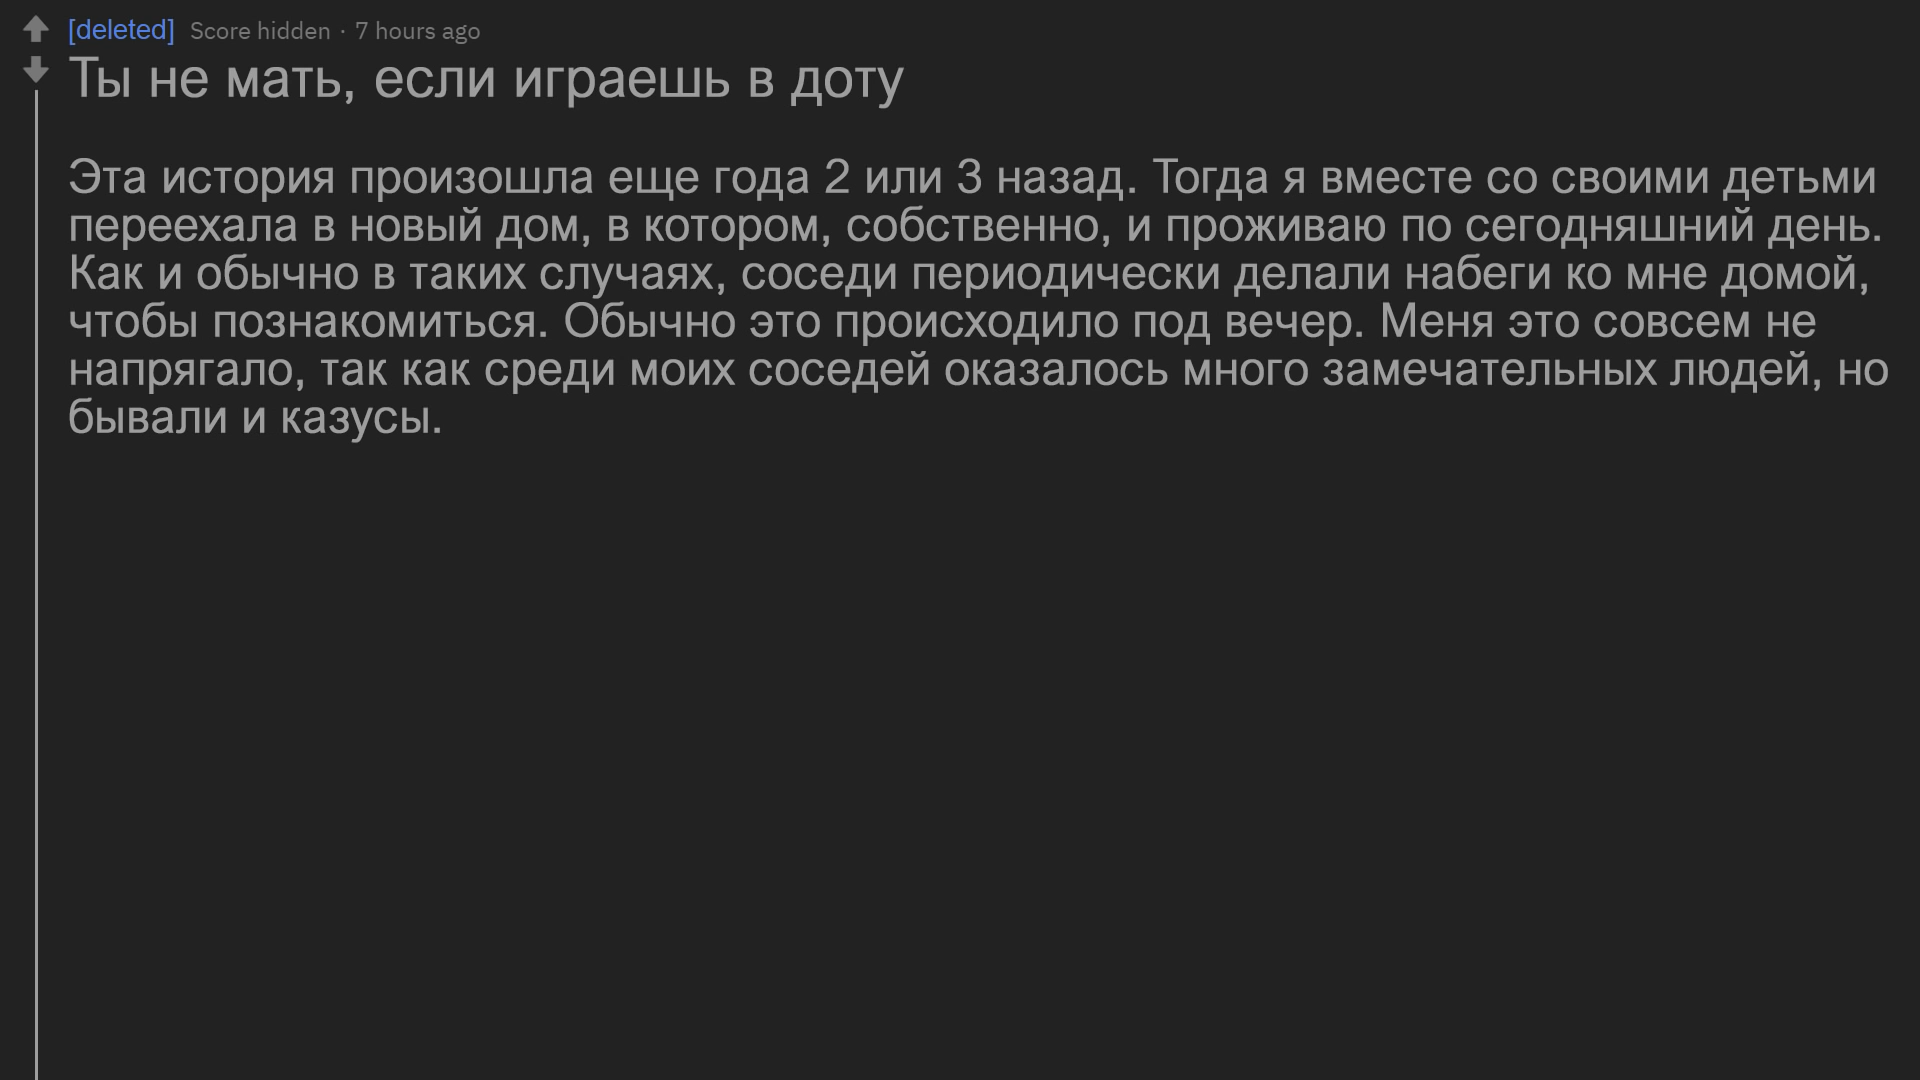 [deleted] Score hidden · 7 hours ago
Ты не мать, если играешь в доту
Эта история произошла еще года 2 или 3 назад. Тогда я вместе со своими детьми
переехала в новый дом, в котором, собственно, и проживаю по сегодняшний день.
Как и обычно в таких случаях, соседи периодически делали набеги ко мне домой,
чтобы познакомиться. Обычно это происходило под вечер. Меня это совсем не
напрягало, так как среди моих соседей оказалось много замечательных людей, но
бывали и казусы.